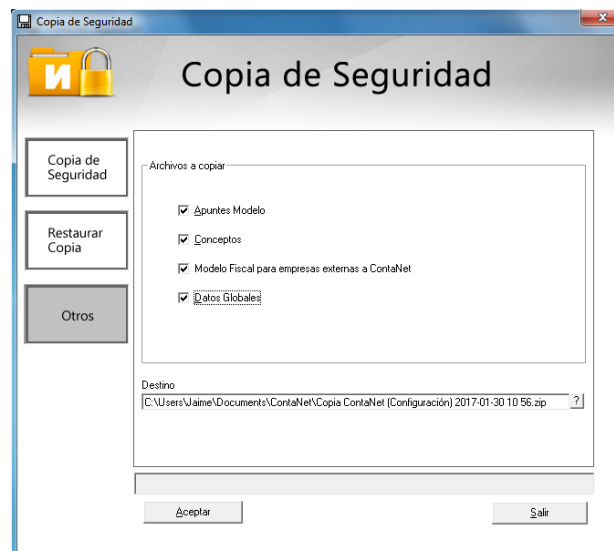 Copia de Seguridad
Copia de Seguridad
Copia de
Seguridad
Restaurar
Copia
Otros
Archivos a copiar
Apuntes Modelo
Conceptos
Modelo Fiscal para empresas externas a ContaNet
Datos Globales
Destino
C:\Users\Jaime\Documents\ContaNet\Copia ContaNet (Configuración) 2017-01-30 10 56.zip ?
Aceptar
Salir